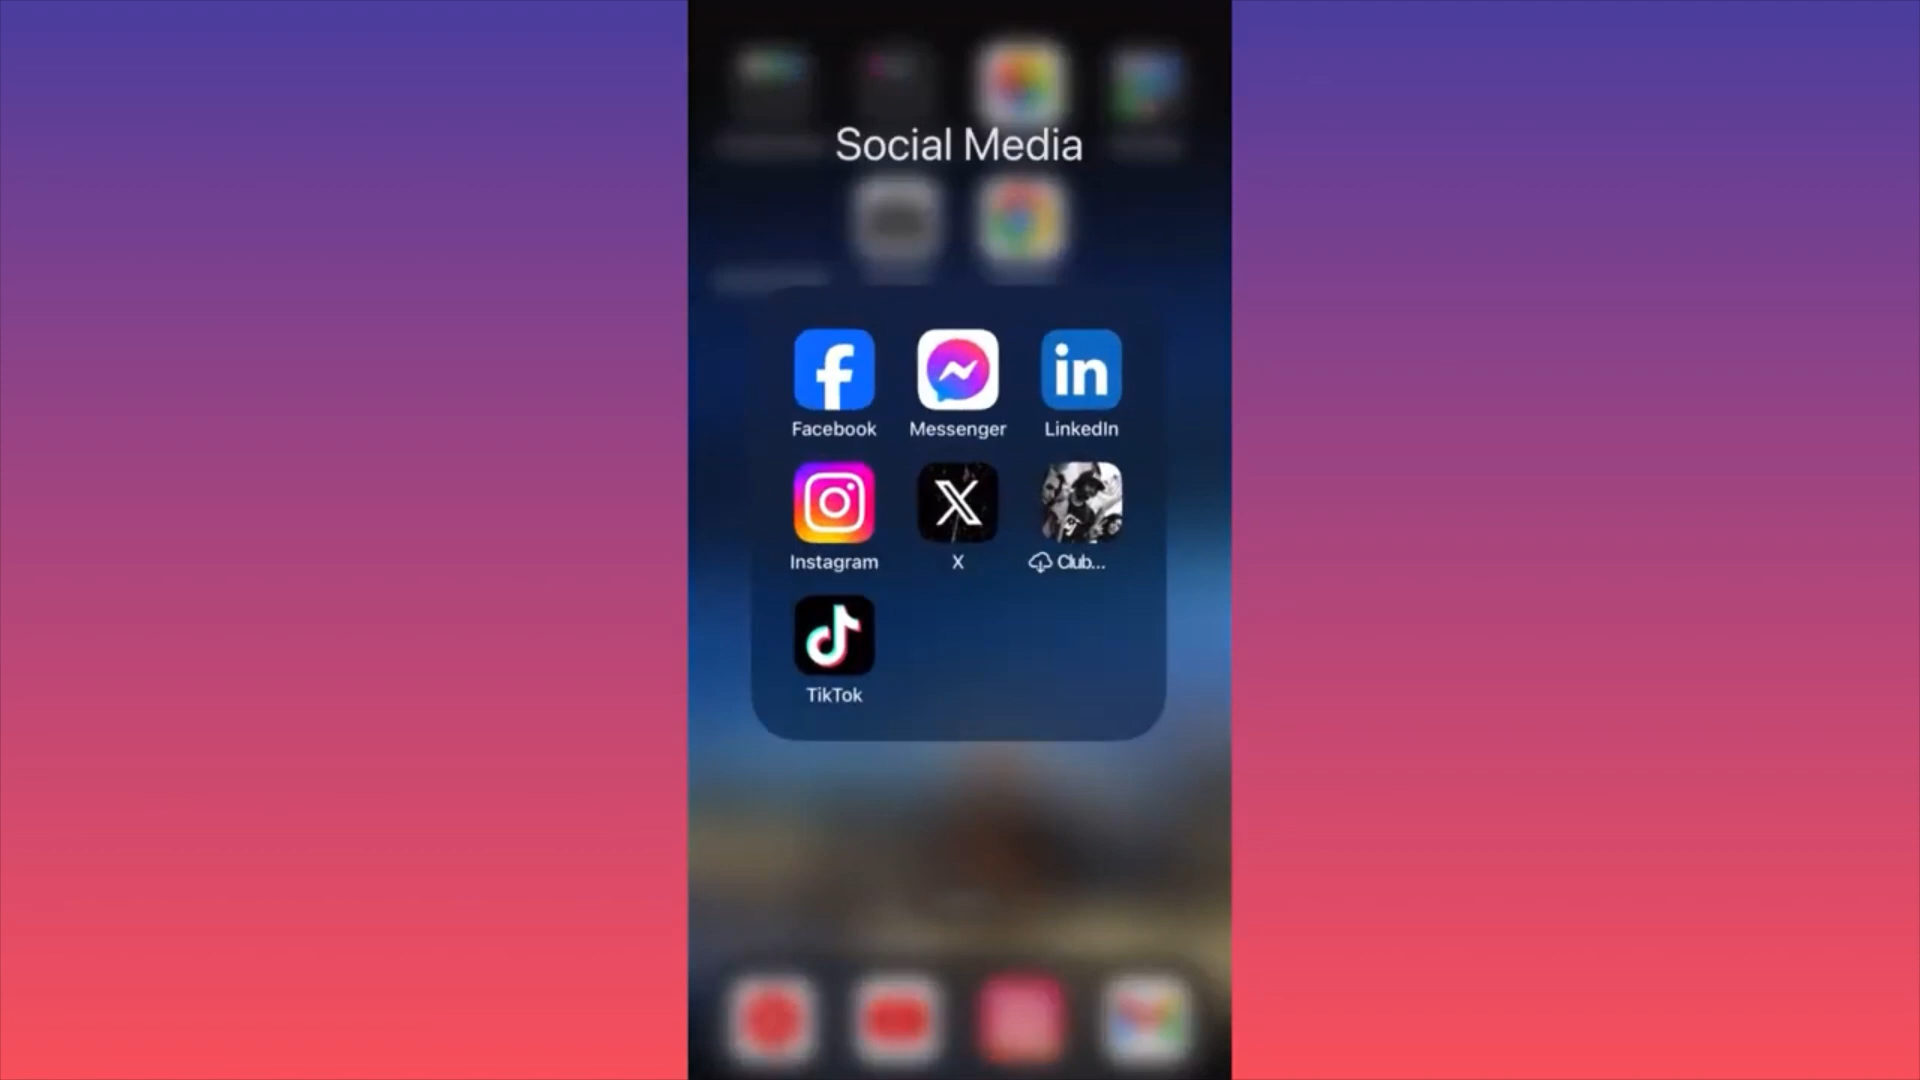 Social Media
Facebook Messenger LinkedIn
Instagram X Club...
TikTok